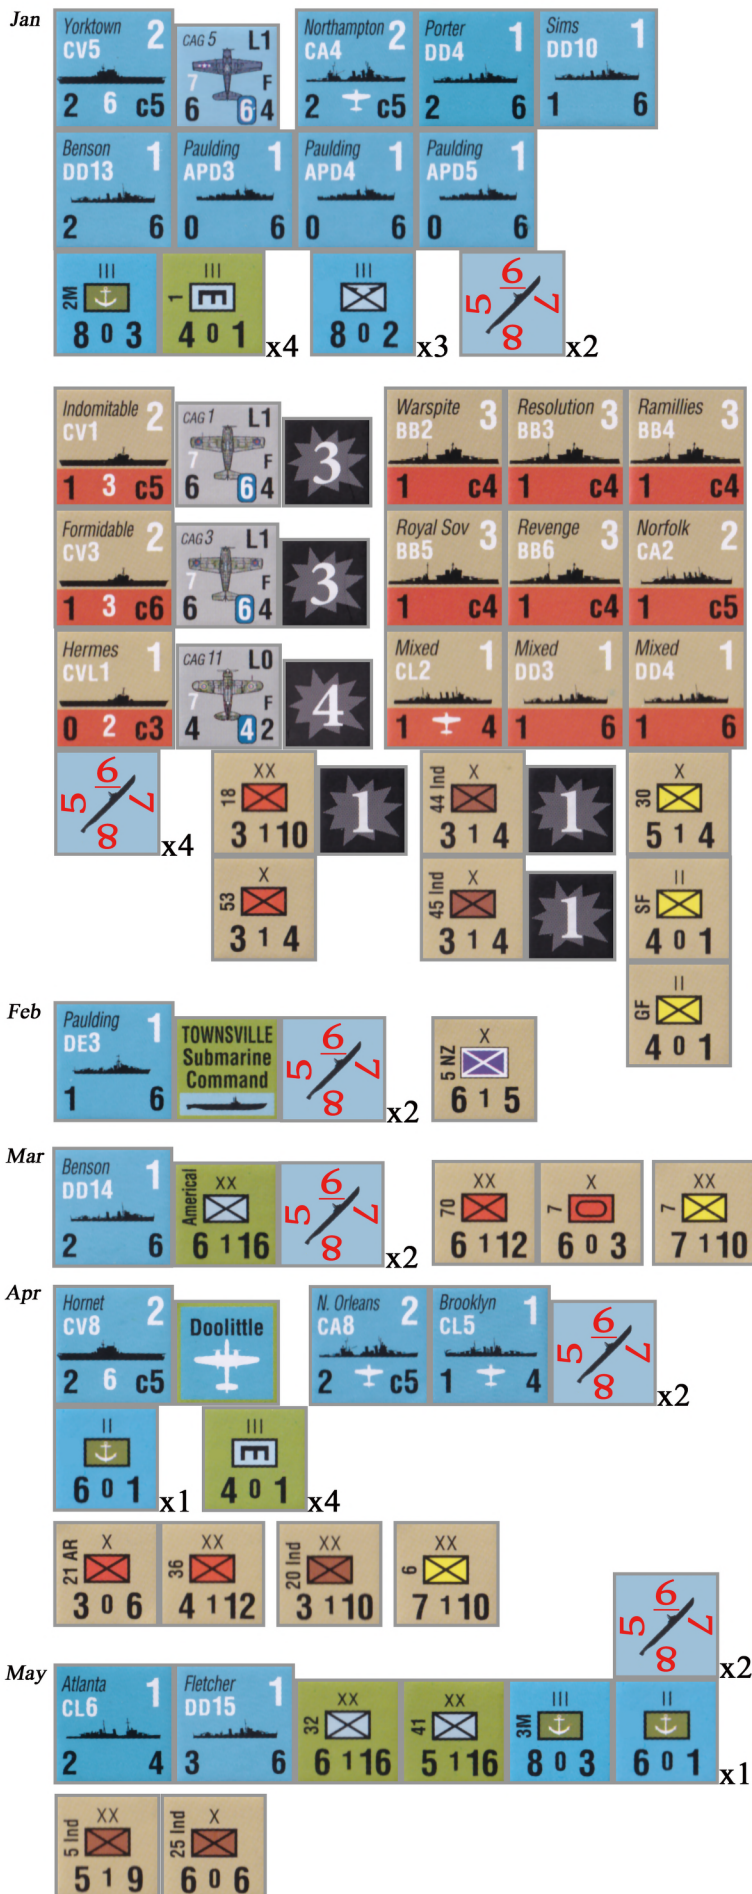 Jan
Yorktown 2
CV5
2 6 c5
CAG 5 L1
7 F
6 6 4
Northampton 2
CA4
2 c5
Porter 1
DD4
2 6
Sims 1
DD10
1 6
Benson 1
DD13
2 6
Paulding 1
APD3
0 6
Paulding 1
APD4
0 6
Paulding 1
APD5
0 6
III
2M
8 0 3
III
1 E
4 0 1
x4
III
8 0 2
x3
5 6 7 8
x2
Indomitable 2
CV1
1 3 c5
CAG 1 L1
7 F
6 6 4
3
Warspite 3
BB2
1 c4
Resolution 3
BB3
1 c4
Ramillies 3
BB4
1 c4
Formidable 2
CV3
1 3 c6
CAG 3 L1
7 F
6 6 4
3
Royal Sov 3
BB5
1 c4
Revenge 3
BB6
1 c4
Norfolk 2
CA2
1 c5
Hermes 1
CVL1
0 2 c3
CAG 11 L0
7 F
4 4 2
4
Mixed 1
CL2
1 4
Mixed 1
DD3
1 6
Mixed 1
DD4
1 6
5 6 7 8
x4
XX
18
3 1 10
1
X
44 Ind
3 1 4
1
X
30
5 1 4
X
53
3 1 4
X
45 Ind
3 1 4
1
II
SF
4 0 1
II
GF
4 0 1
Feb
Paulding 1
DE3
1 6
TOWNSVILLE
Submarine
Command
5 6 7 8
x2
X
5 NZ
6 1 5
Mar
Benson 1
DD14
2 6
XX
Americal
6 1 16
5 6 7 8
x2
XX
70
6 1 12
X
7
6 0 3
XX
7
7 1 10
Apr
Hornet 2
CV8
2 6 c5
Doolittle
N. Orleans 2
CA8
2 c5
Brooklyn 1
CL5
1 4
5 6 7 8
x2
II
6 0 1
x1
III
E
4 0 1
x4
X
21 AR
3 0 6
XX
36
4 1 12
XX
20 Ind
3 1 10
XX
6
7 1 10
5 6 7 8
x2
May
Atlanta 1
CL6
2 4
Fletcher 1
DD15
3 6
XX
32
6 1 16
XX
41
5 1 16
III
3M
8 0 3
II
6 0 1
x1
XX
5 Ind
5 1 9
X
25 Ind
6 0 6